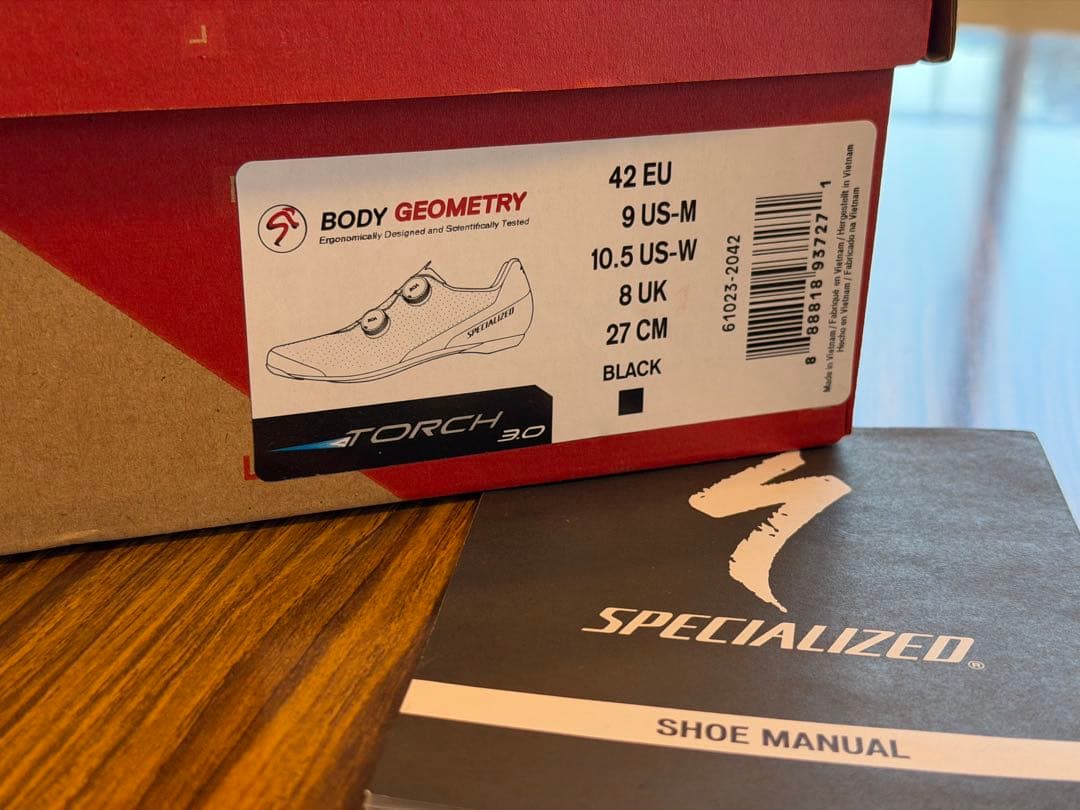 BODY GEOMETRY
Ergonomically Designed and Scientifically Tested
SPECIALIZED
TORCH 3.0
42 EU
9 US-M
10.5 US-W
8 UK
27 CM
BLACK
61023-2042
8 88818 93727 1
Made in Vietnam / Fabriqué en Vietnam / Hergestellt in Vietnam
Hecho en Vietnam / Fabricado na Vietnam
SPECIALIZED®
SHOE MANUAL